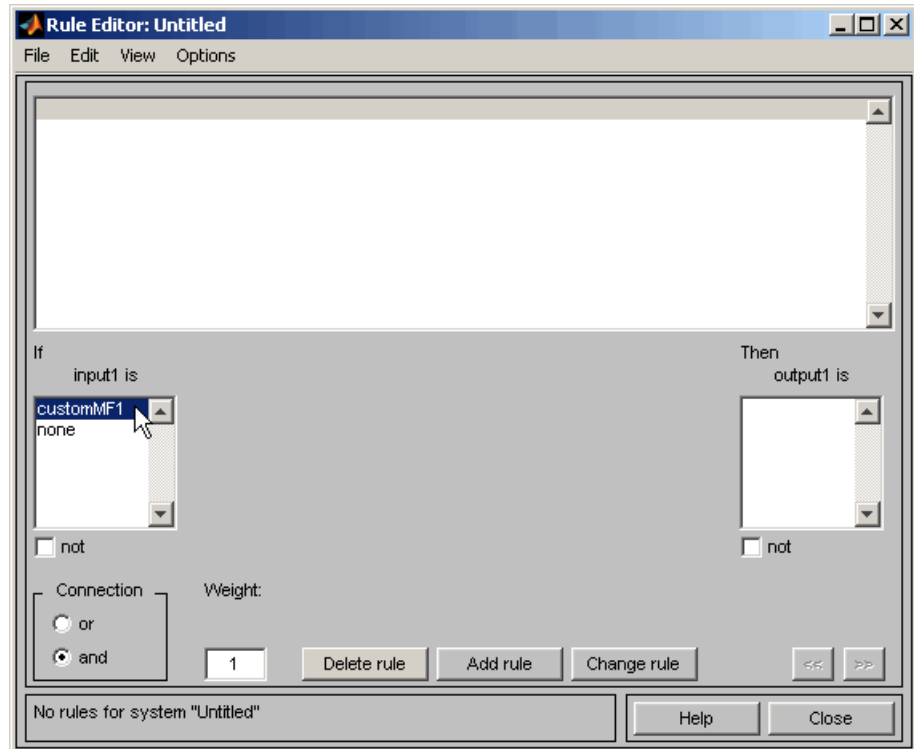 Rule Editor: Untitled
File Edit View Options
If
Then
input1 is
output1 is
customMF1
none
not
not
Connection
Weight:
or
and
1
Delete rule
Add rule
Change rule
<<
>>
No rules for system "Untitled"
Help
Close